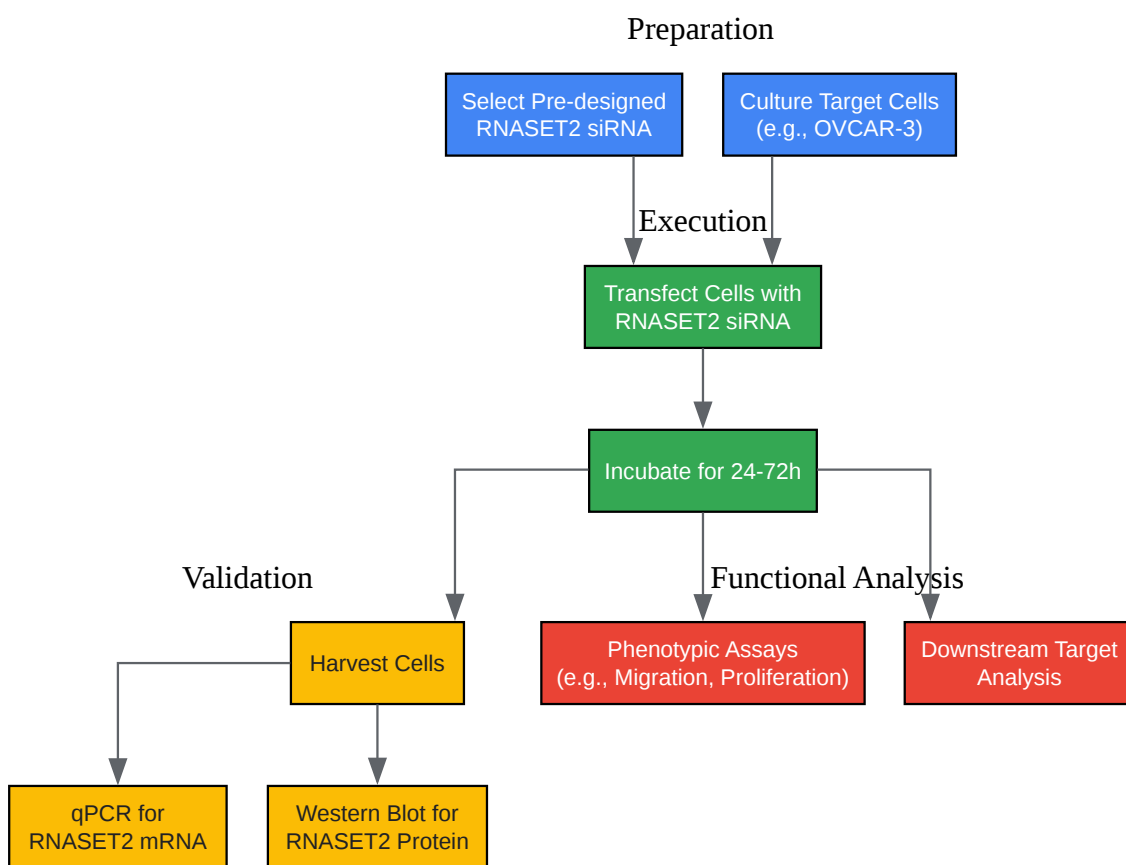 Preparation
Select Pre-designed
RNASET2 siRNA
Culture Target Cells
(e.g., OVCAR-3)
Execution
Transfect Cells with
RNASET2 siRNA
Incubate for 24-72h
Validation
Functional Analysis
Harvest Cells
Phenotypic Assays
(e.g., Migration, Proliferation)
Downstream Target
Analysis
qPCR for
RNASET2 mRNA
Western Blot for
RNASET2 Protein